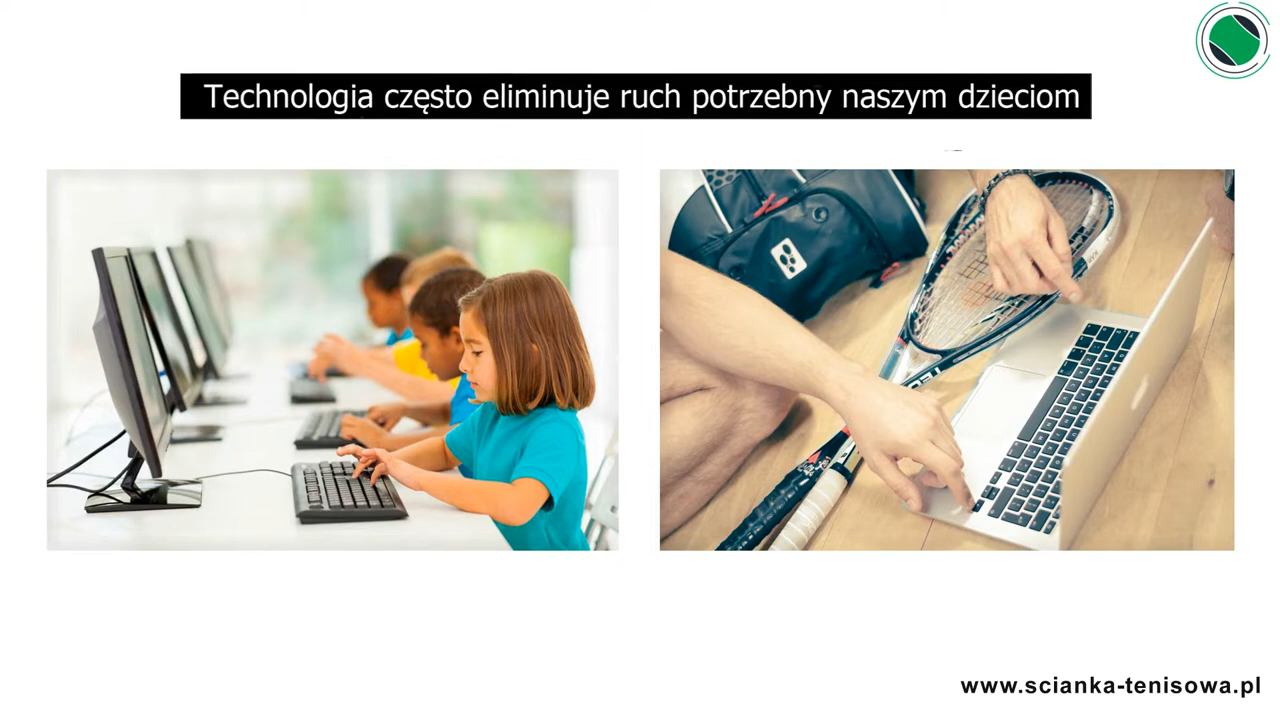 Technologia często eliminuje ruch potrzebny naszym dzieciom
www.scianka-tenisowa.pl